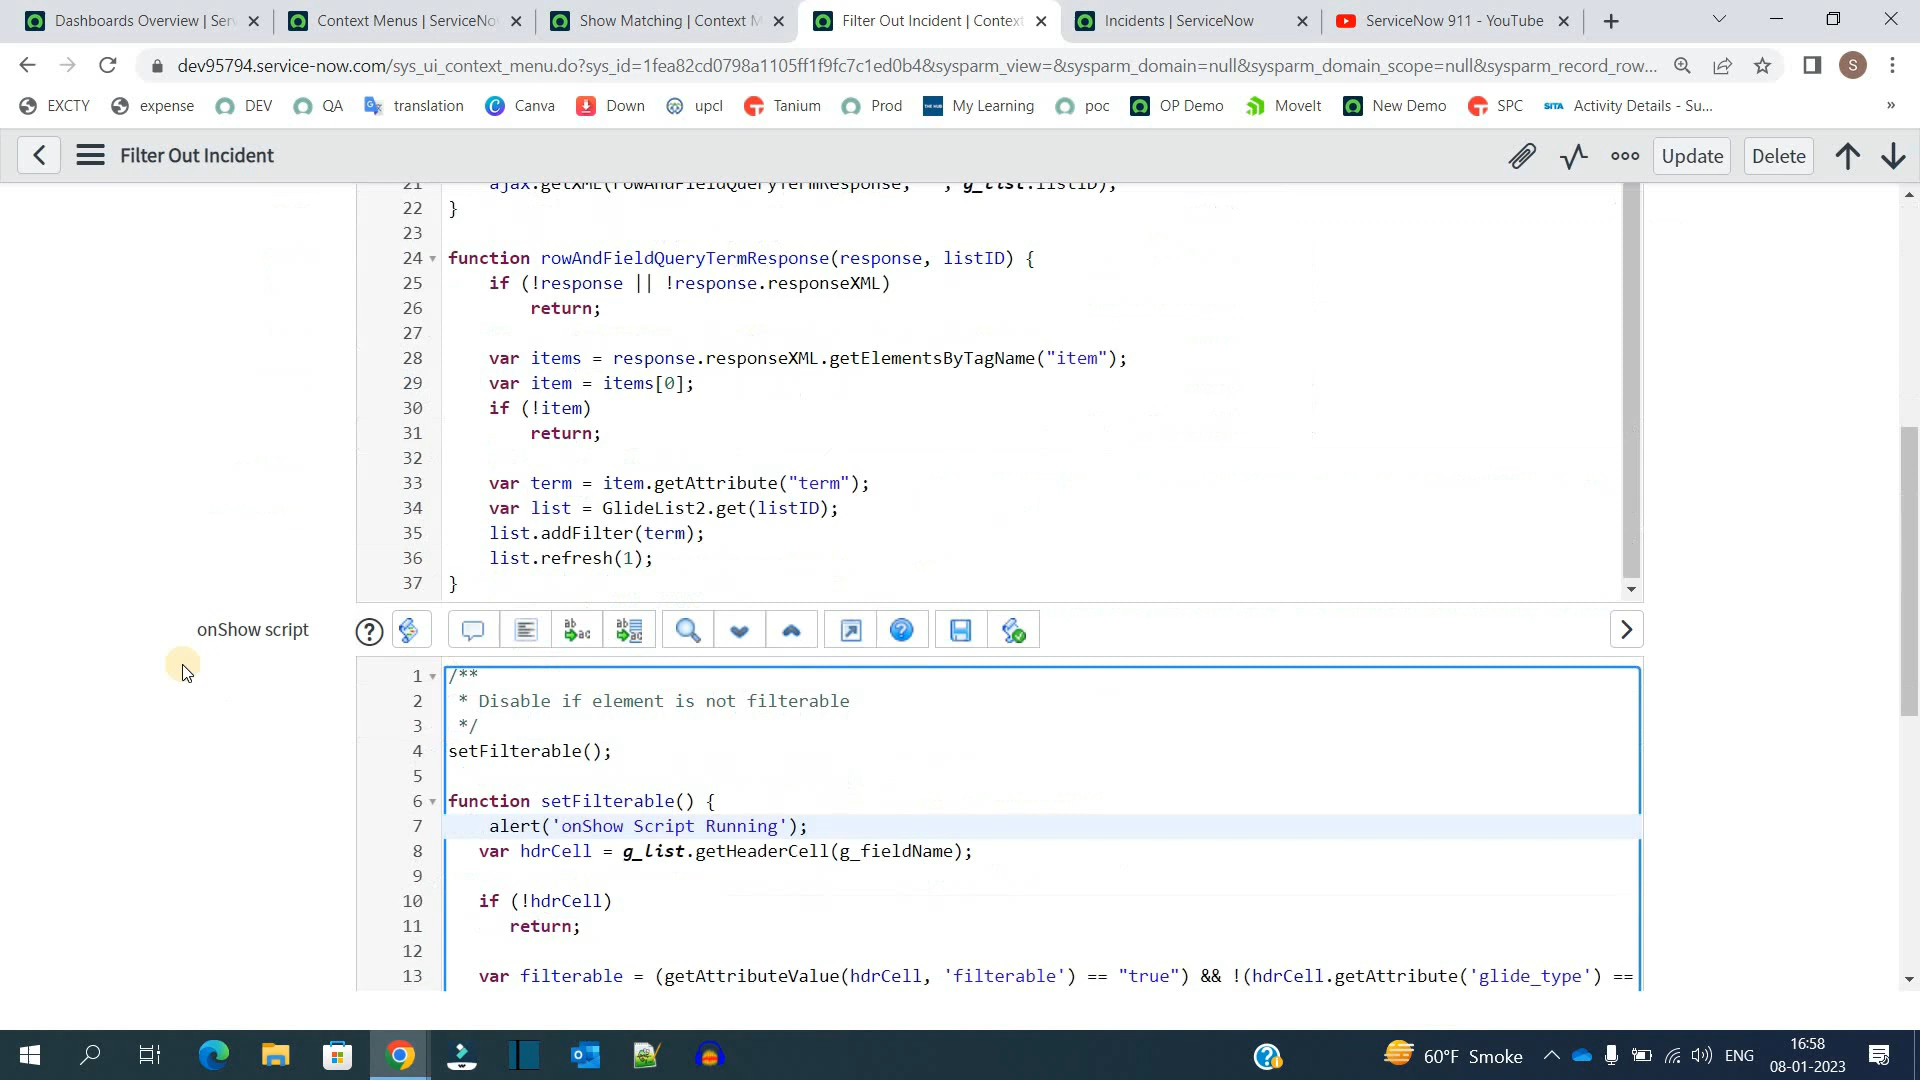 Dashboards Overview | Ser
Context Menus | ServiceNo
Show Matching | Context M
Filter Out Incident | Context
Incidents | ServiceNow
ServiceNow 911 - YouTube
dev95794.service-now.com/sys_ui_context_menu.do?sys_id=1fea82cd0798a1105ff1f9fc7c1ed0b4&sysparm_view=&sysparm_domain=null&sysparm_domain_scope=null&sysparm_record_row...
S
EXCTY
expense
DEV
QA
translation
Canva
Down
upcl
Tanium
Prod
My Learning
poc
OP Demo
MoveIt
New Demo
SPC
SITA
Activity Details - Su...
»
Filter Out Incident
Update
Delete
21 ajax.getXML(rowAndFieldQueryTermResponse, , g_list.listID);
22 }
23
24 function rowAndFieldQueryTermResponse(response, listID) {
25 if (!response || !response.responseXML)
26 return;
27
28 var items = response.responseXML.getElementsByTagName("item");
29 var item = items[0];
30 if (!item)
31 return;
32
33 var term = item.getAttribute("term");
34 var list = GlideList2.get(listID);
35 list.addFilter(term);
36 list.refresh(1);
37 }
onShow script
1 /**
2 * Disable if element is not filterable
3 */
4 setFilterable();
5
6 function setFilterable() {
7 alert('onShow Script Running');
8 var hdrCell = g_list.getHeaderCell(g_fieldName);
9
10 if (!hdrCell)
11 return;
12
13 var filterable = (getAttributeValue(hdrCell, 'filterable') == "true") && !(hdrCell.getAttribute('glide_type') ==
60°F Smoke
ENG
16:58
08-01-2023